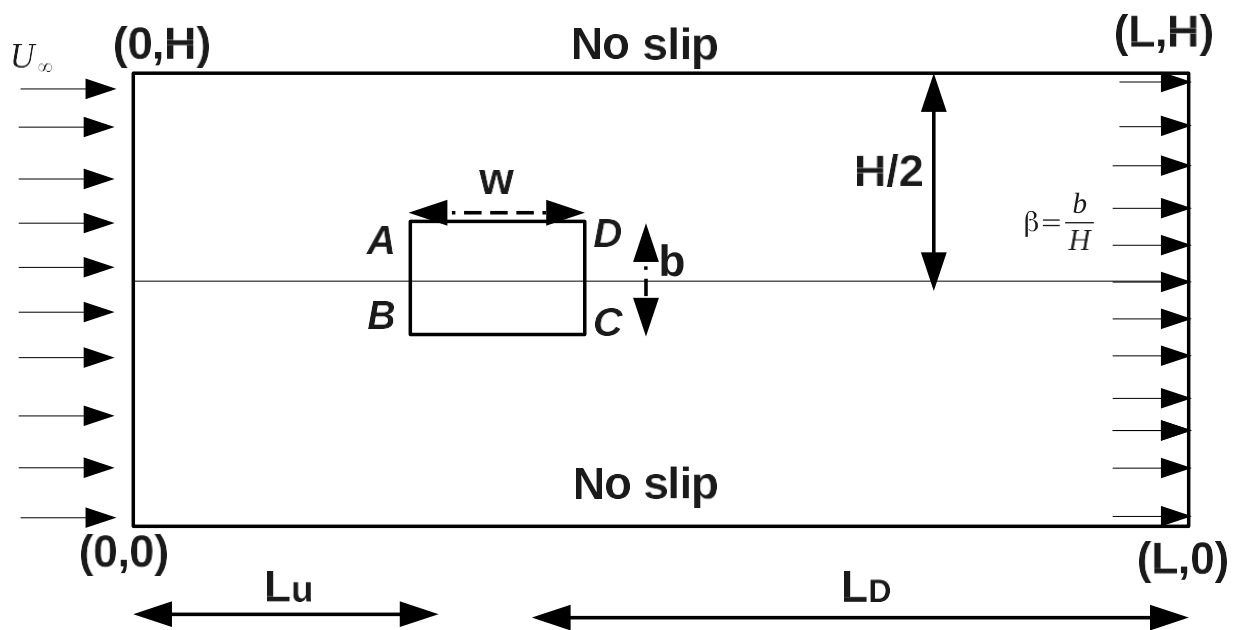 (0,H)
No slip
(L,H)
U∞
H/2
w
β=b/H
A
D
b
B
C
No slip
(0,0)
(L,0)
Lu
LD